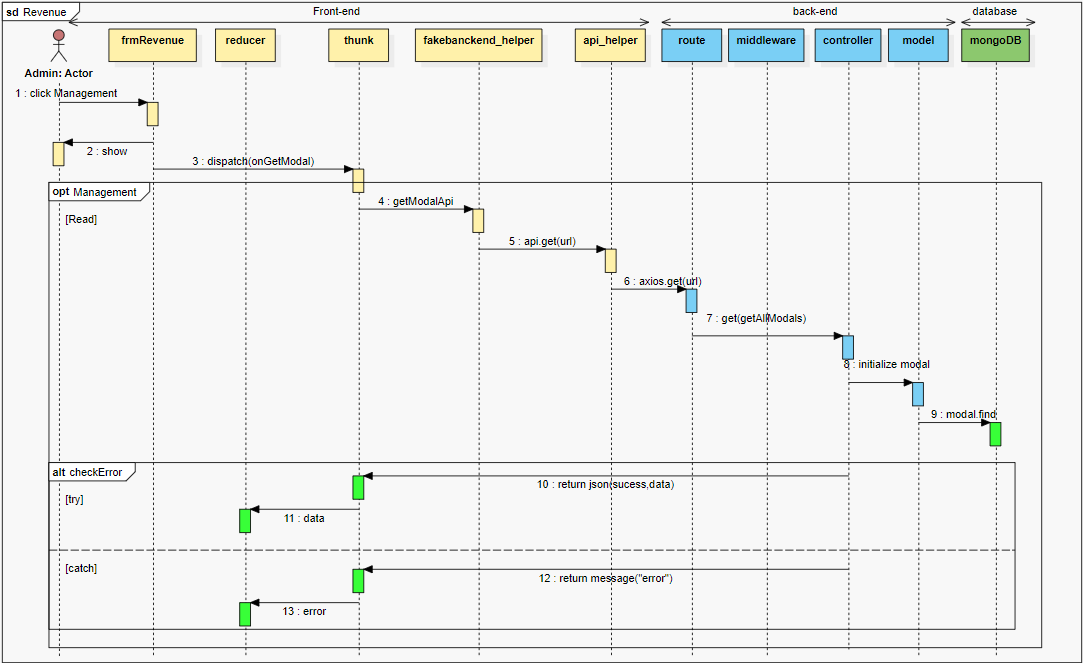 sd Revenue
Front-end
back-end
database
frmRevenue
reducer
thunk
fakebanckend_helper
api_helper
route
middleware
controller
model
mongoDB
Admin: Actor
1 : click Management
2 : show
3 : dispatch(onGetModal)
opt Management
4 : getModalApi
[Read]
5 : api.get(url)
6 : axios.get(url)
7 : get(getAllModals)
8 : initialize modal
9 : modal.find
alt checkError
10 : return json(sucess,data)
[try]
11 : data
[catch]
12 : return message("error")
13 : error